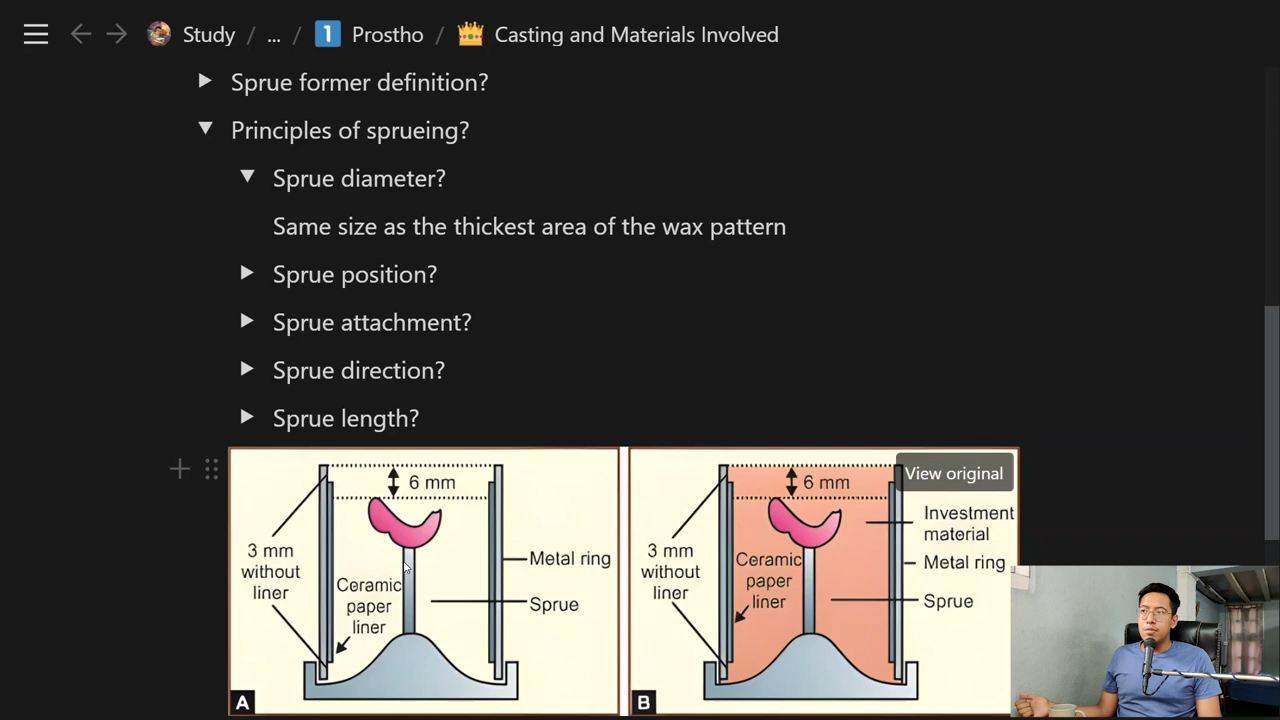 Study / ... / 1 Prostho / Casting and Materials Involved
Sprue former definition?
Principles of sprueing?
Sprue diameter?
Same size as the thickest area of the wax pattern
Sprue position?
Sprue attachment?
Sprue direction?
Sprue length?
6 mm
3 mm
without
liner
Ceramic
paper
liner
Metal ring
Sprue
A
View original
6 mm
Investment
material
3 mm
without
liner
Ceramic
paper
liner
Metal ring
Sprue
B